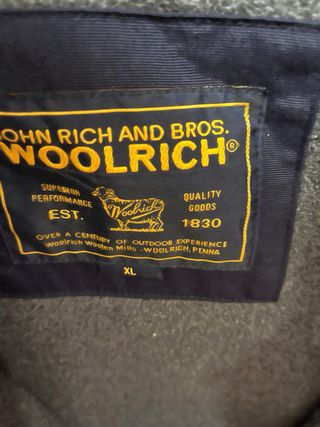 JOHN RICH AND BROS.
WOOLRICH®
SUPERIOR PERFORMANCE
EST.
Woolrich
QUALITY GOODS
1830
OVER A CENTURY OF OUTDOOR EXPERIENCE
Woolrich Woolen Mills -WOOLRICH, PENNA
XL